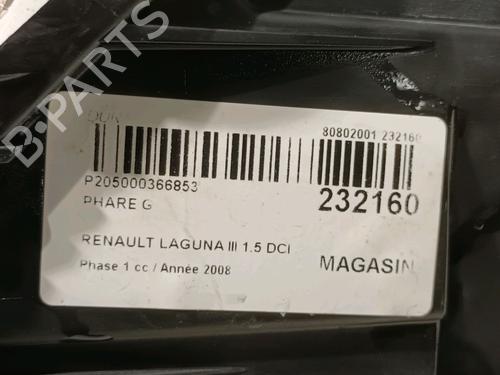 B-PARTS
80802001 232160
P205000366853
232160
PHARE G
RENAULT LAGUNA III 1.5 DCI
Phase 1 cc / Année 2008
MAGASIN